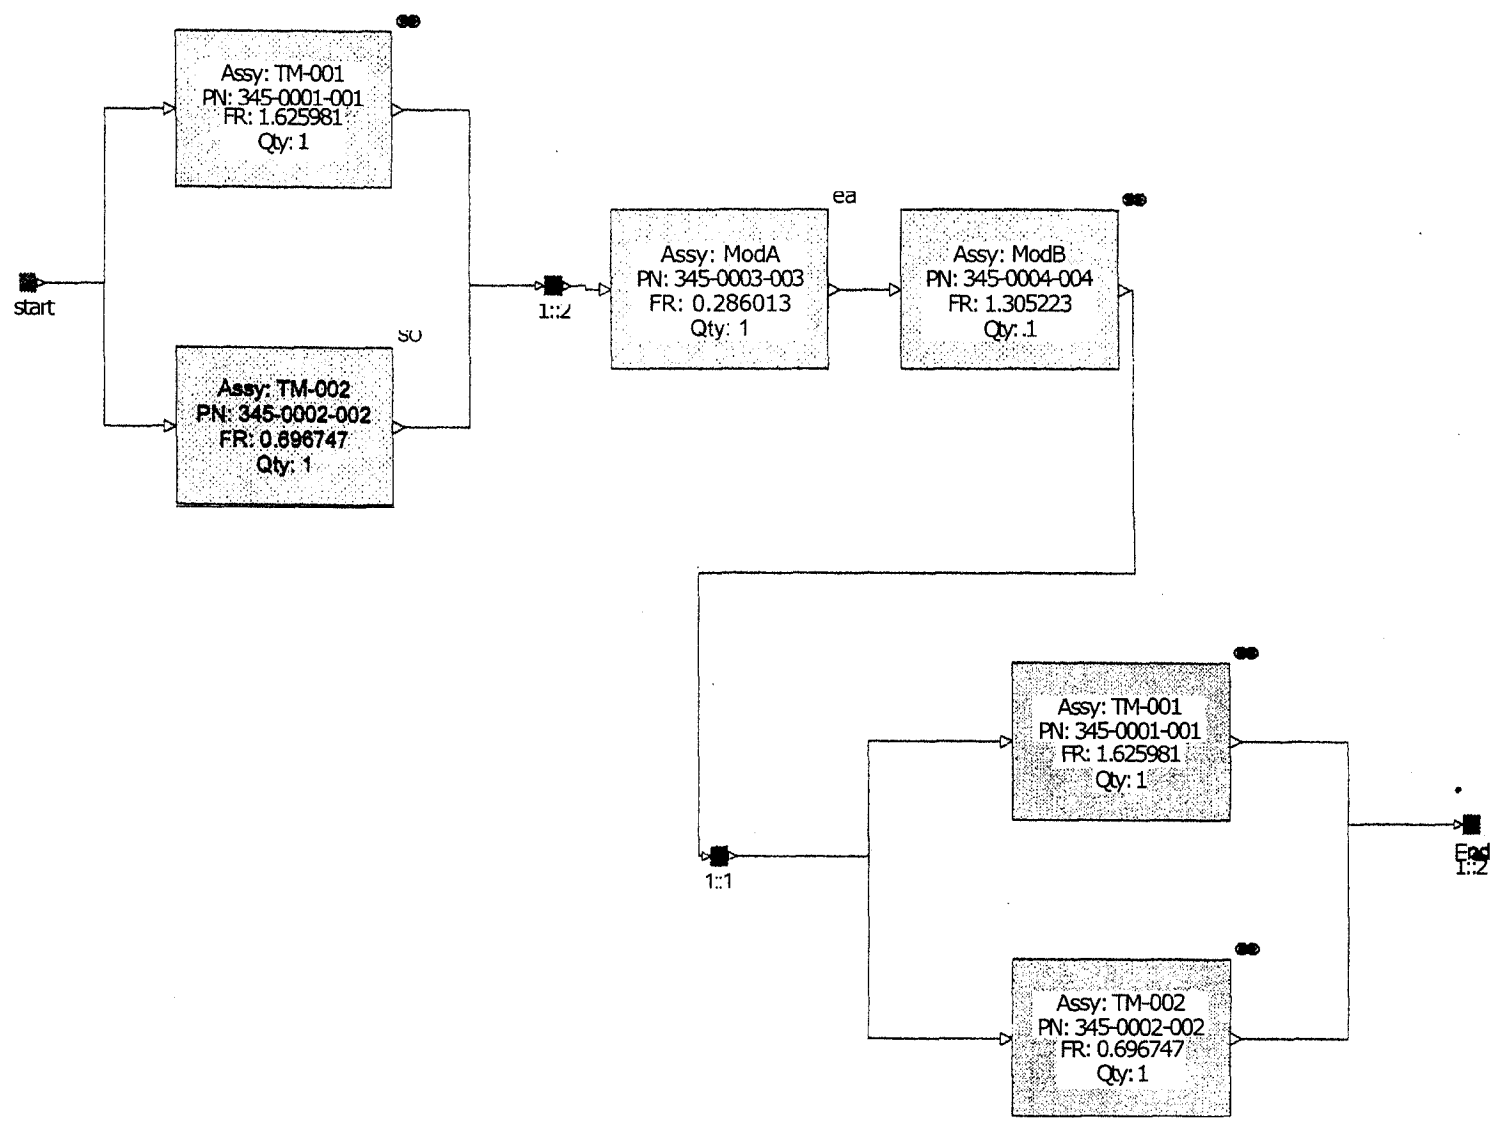 Assy: TM-001
PN: 345-0001-001
FR: 1.625981
Qty: 1
start
1::2
ea
Assy: ModA
PN: 345-0003-003
FR: 0.286013
Qty: 1
Assy: ModB
PN: 345-0004-004
FR: 1.305223
Qty: .1
Assy: TM-002
PN: 345-0002-002
FR: 0.696747
Qty: 1
Assy: TM-001
PN: 345-0001-001
FR: 1.625981
Qty: 1
1::1
End
1::2
Assy: TM-002
PN: 345-0002-002
FR: 0.696747
Qty: 1